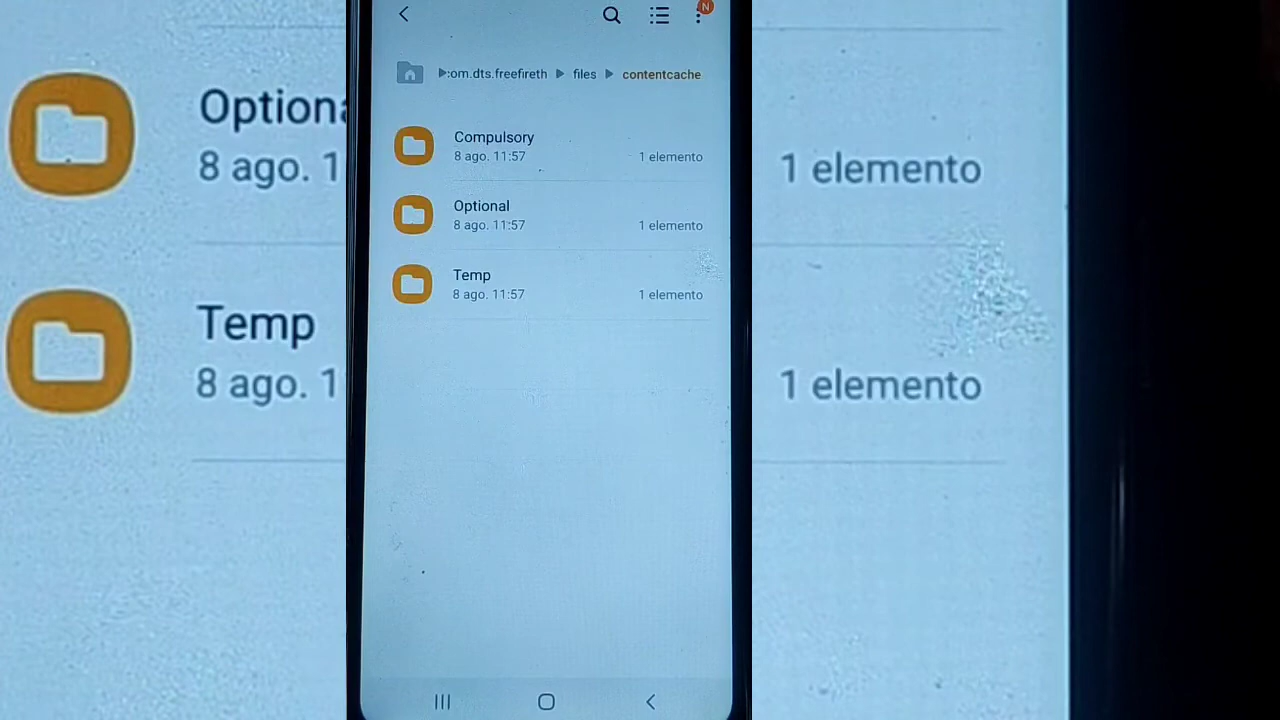 N
:om.dts.freefireth ▶ files ▶ contentcache
Compulsory
8 ago. 11:57 1 elemento
Optional
8 ago. 11:57 1 elemento
Temp
8 ago. 11:57 1 elemento
Optiona
8 ago. 1 1 elemento
Temp
8 ago. 11 1 elemento